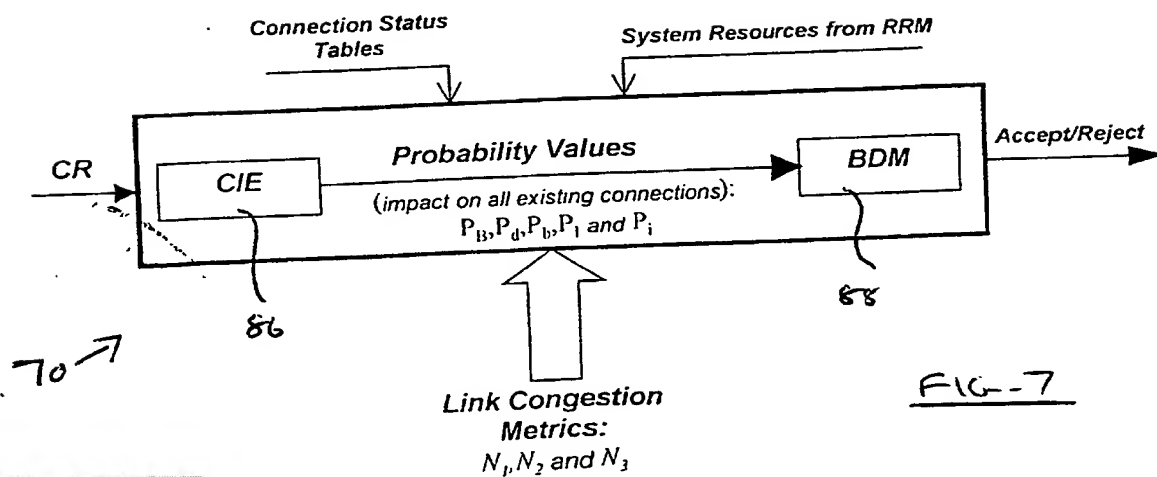 Connection Status
Tables
System Resources from RRM
CR
CIE
Probability Values
(impact on all existing connections):
P_B, P_d, P_b, P_l and P_i
BDM
Accept/Reject
86
88
70
Link Congestion
Metrics:
N_1, N_2 and N_3
FIG-7